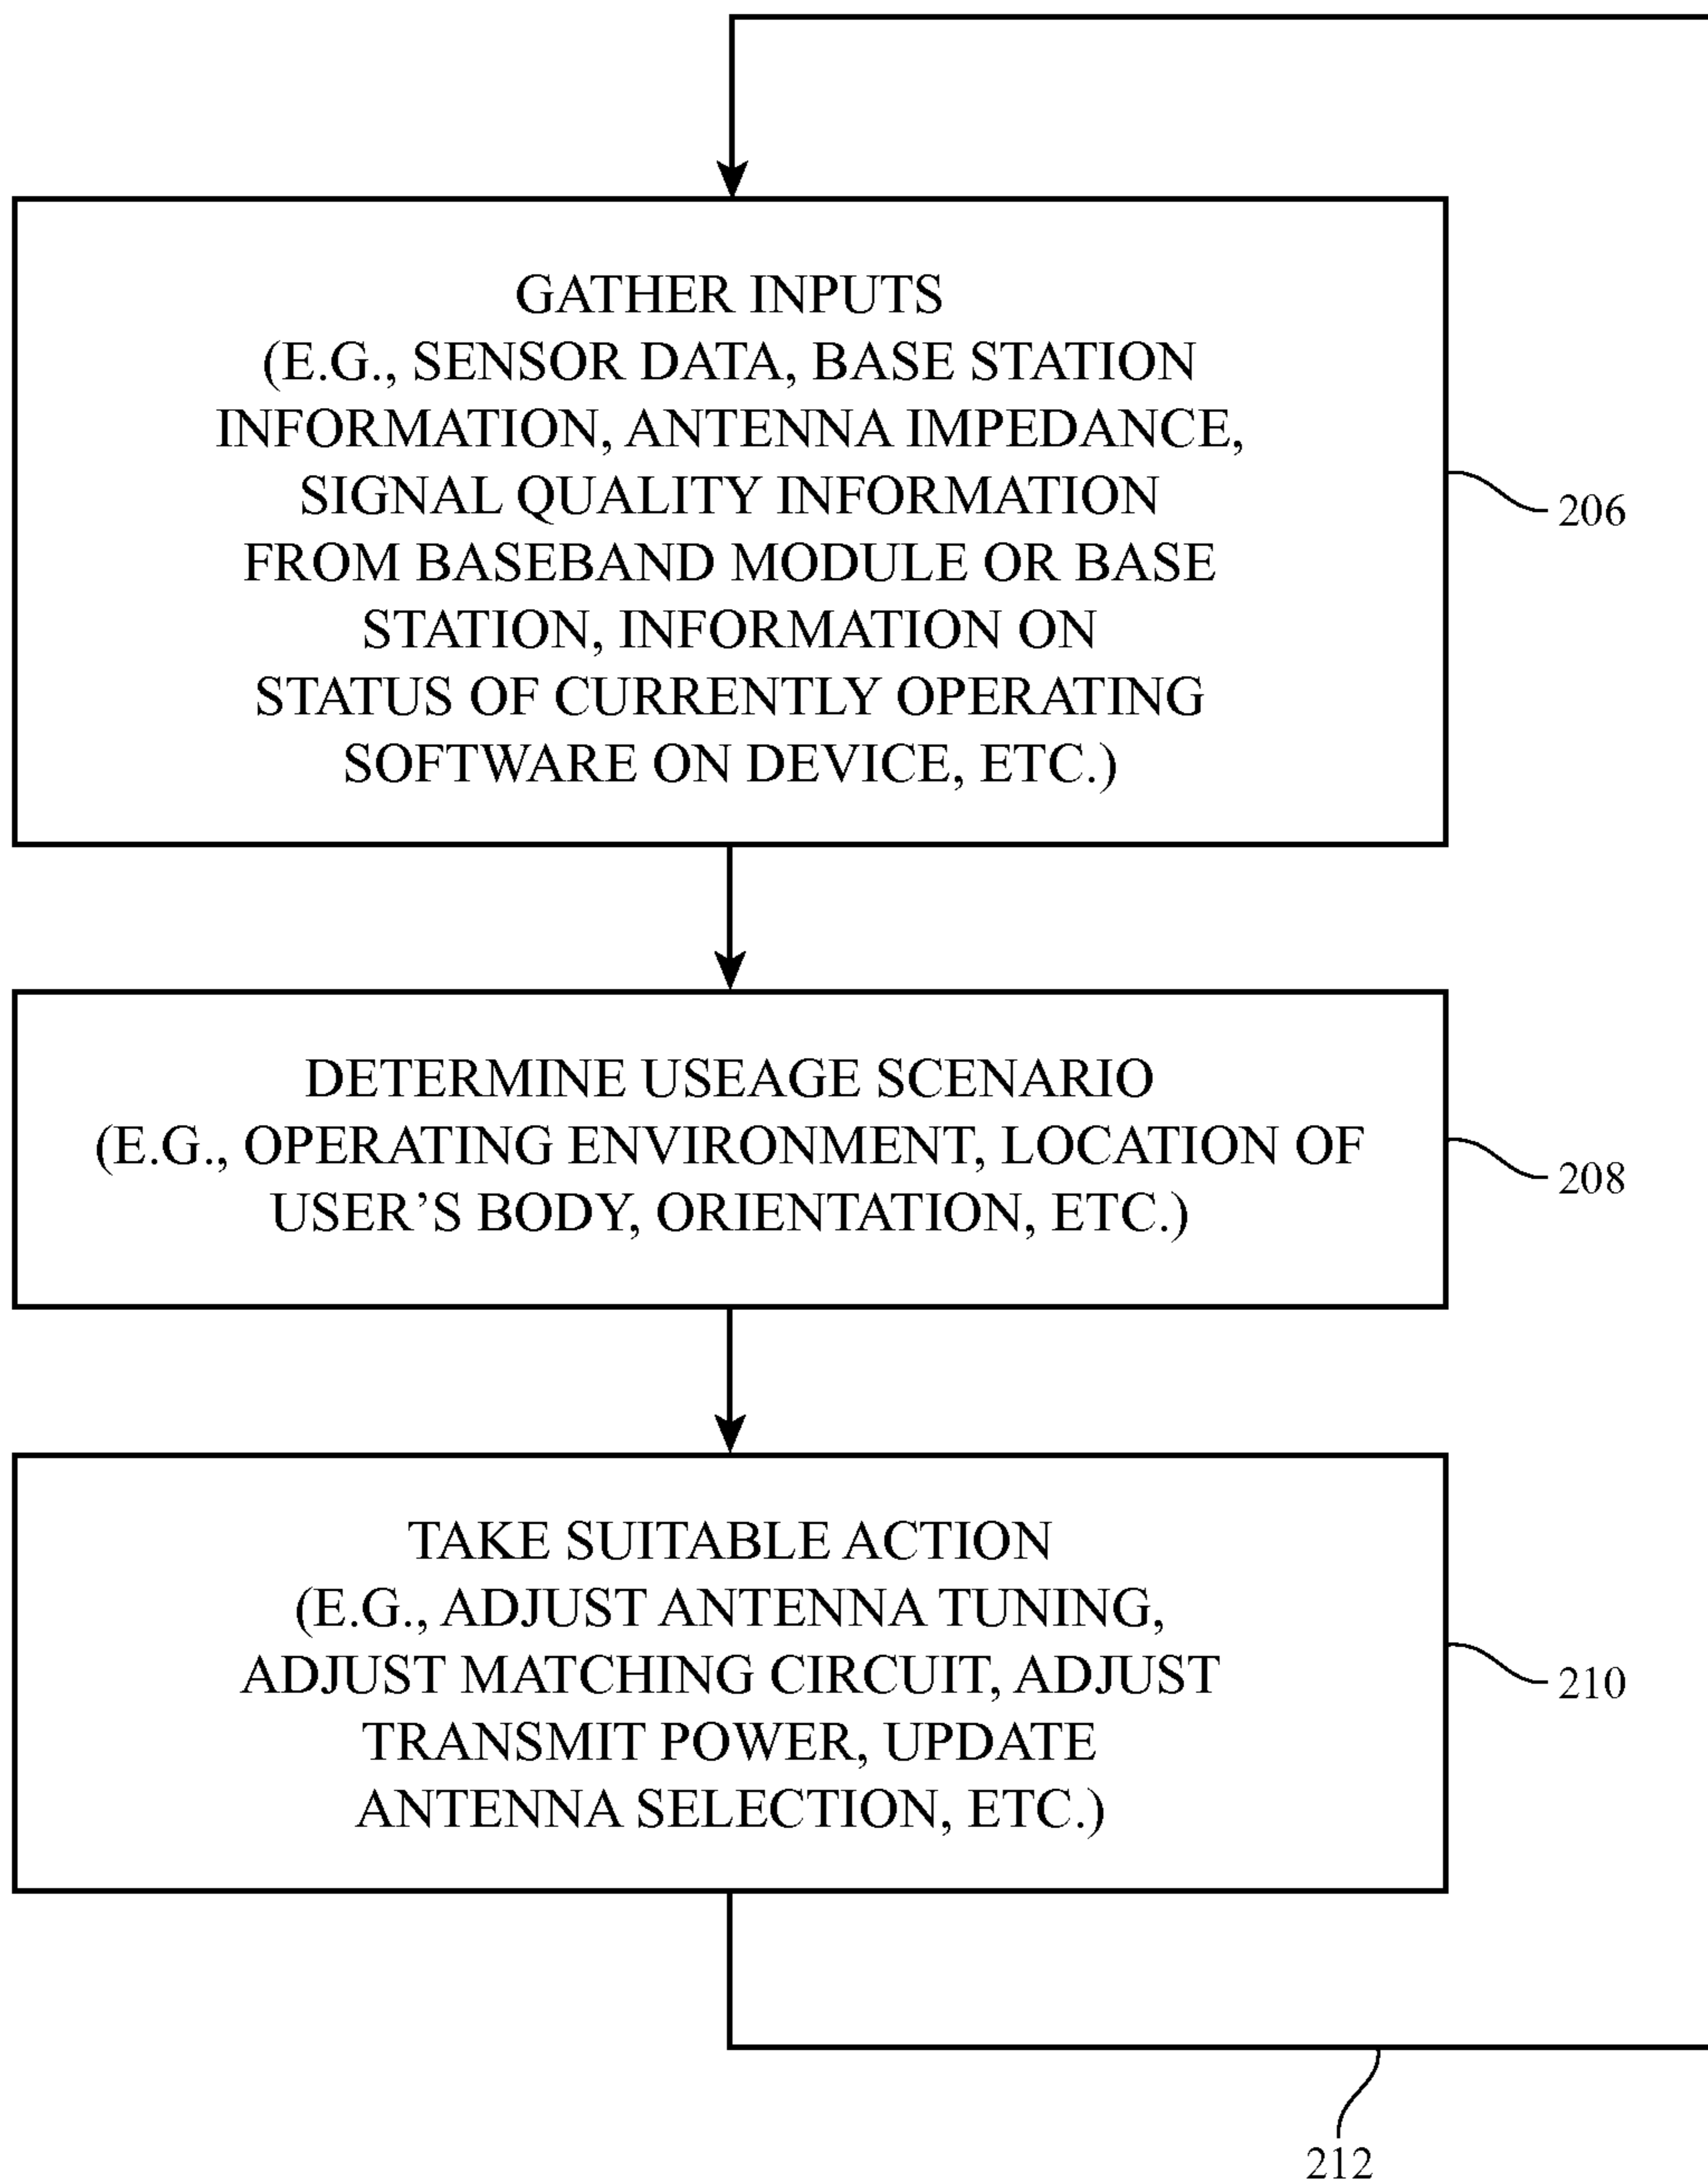 GATHER INPUTS
(E.G., SENSOR DATA, BASE STATION
INFORMATION, ANTENNA IMPEDANCE,
SIGNAL QUALITY INFORMATION
FROM BASEBAND MODULE OR BASE
STATION, INFORMATION ON
STATUS OF CURRENTLY OPERATING
SOFTWARE ON DEVICE, ETC.)
206
DETERMINE USEAGE SCENARIO
(E.G., OPERATING ENVIRONMENT, LOCATION OF
USER’S BODY, ORIENTATION, ETC.)
208
TAKE SUITABLE ACTION
(E.G., ADJUST ANTENNA TUNING,
ADJUST MATCHING CIRCUIT, ADJUST
TRANSMIT POWER, UPDATE
ANTENNA SELECTION, ETC.)
210
212